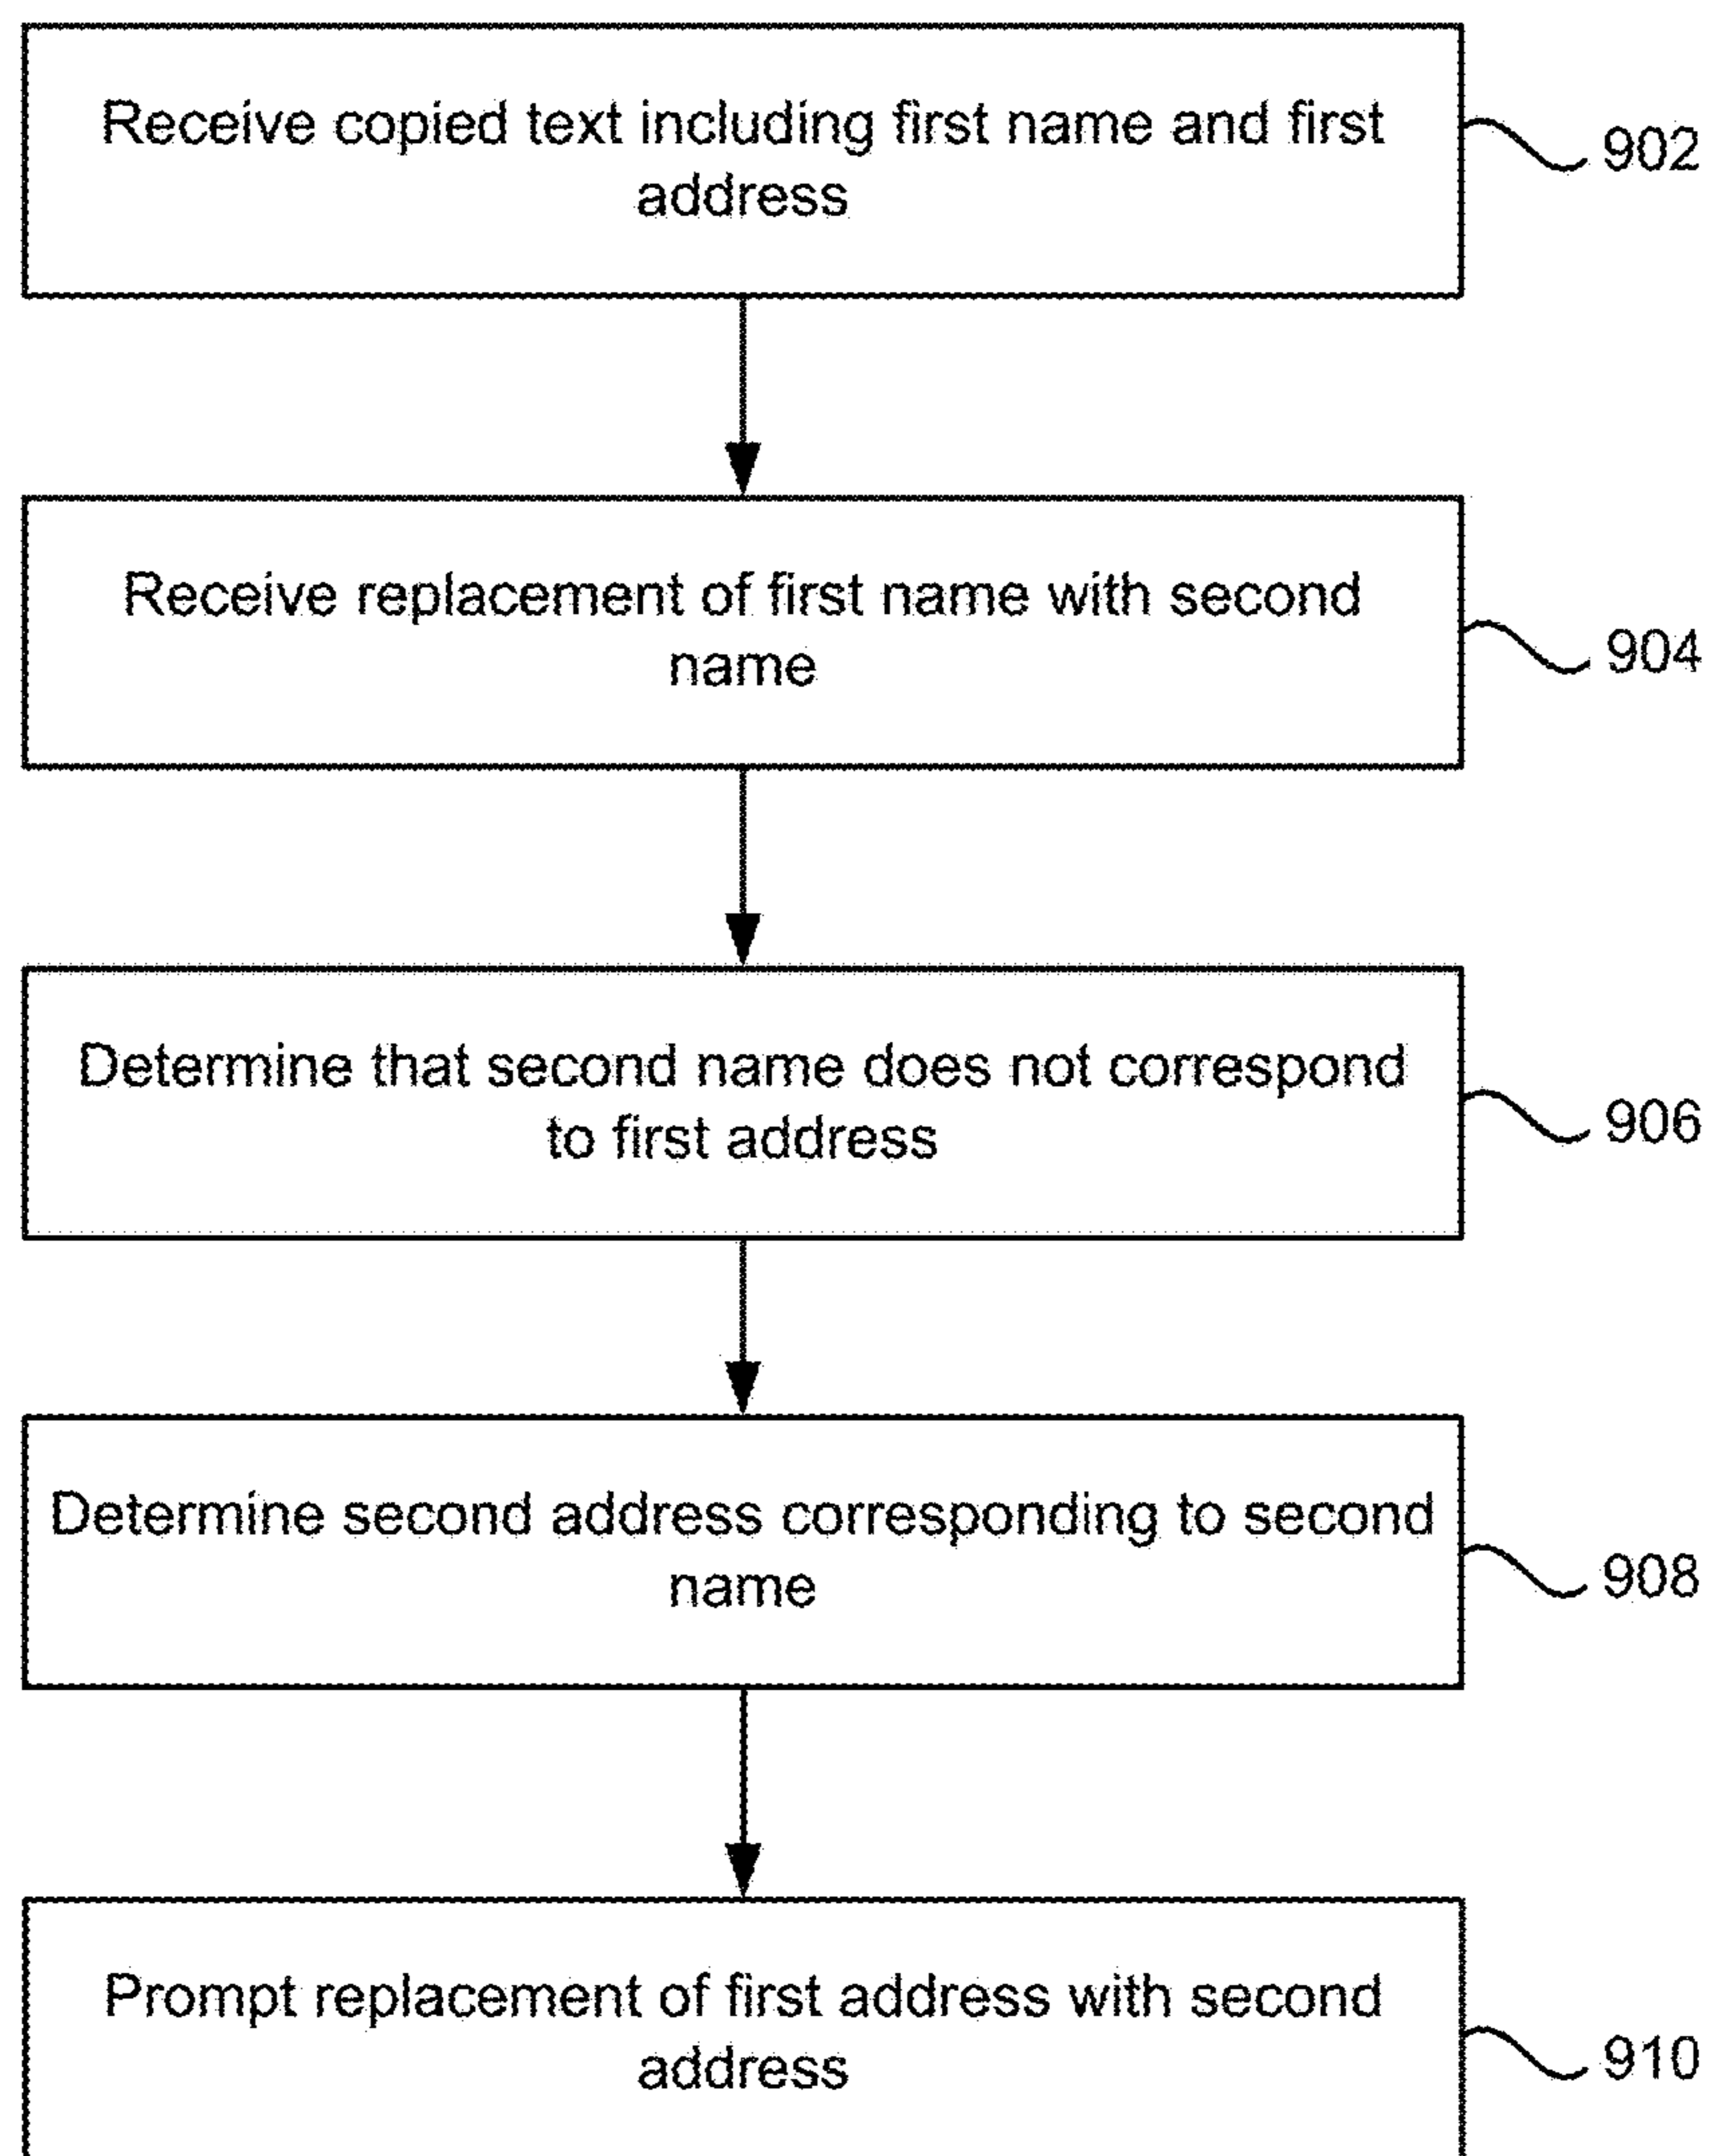 Receive copied text including first name and first
address
902
Receive replacement of first name with second
name
904
Determine that second name does not correspond
to first address
906
Determine second address corresponding to second
name
908
Prompt replacement of first address with second
address
910